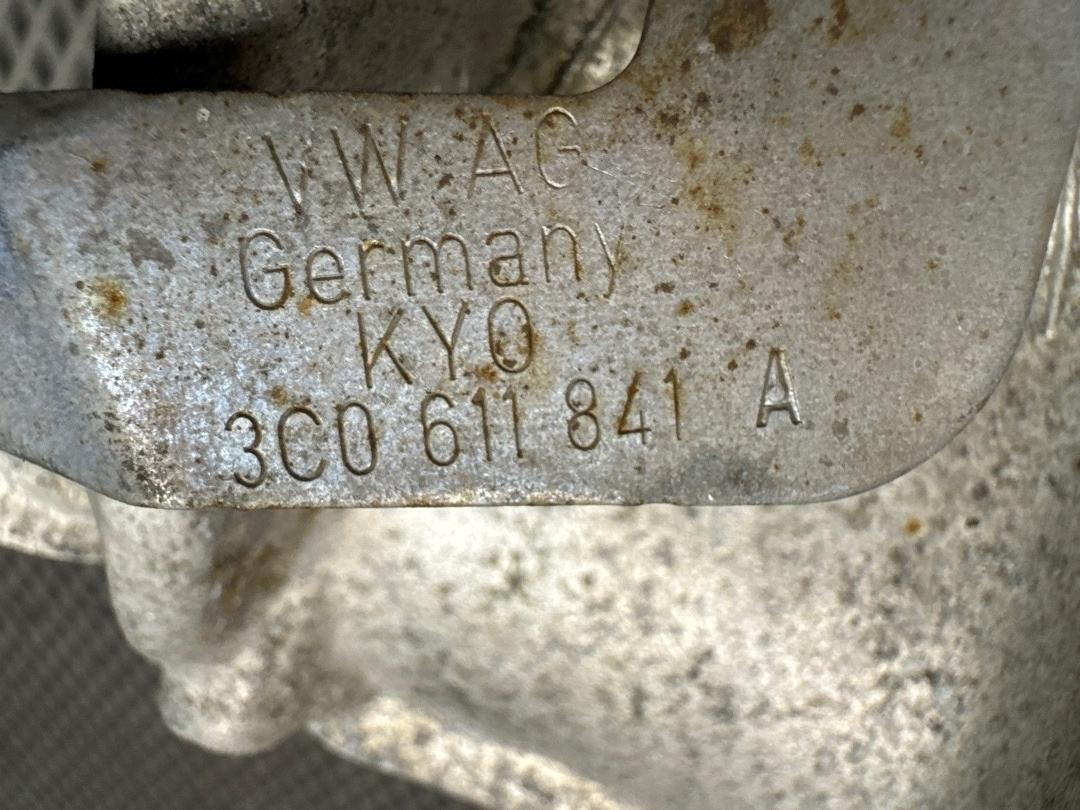 VW AG
Germany
KYO
3C0 611 841 A